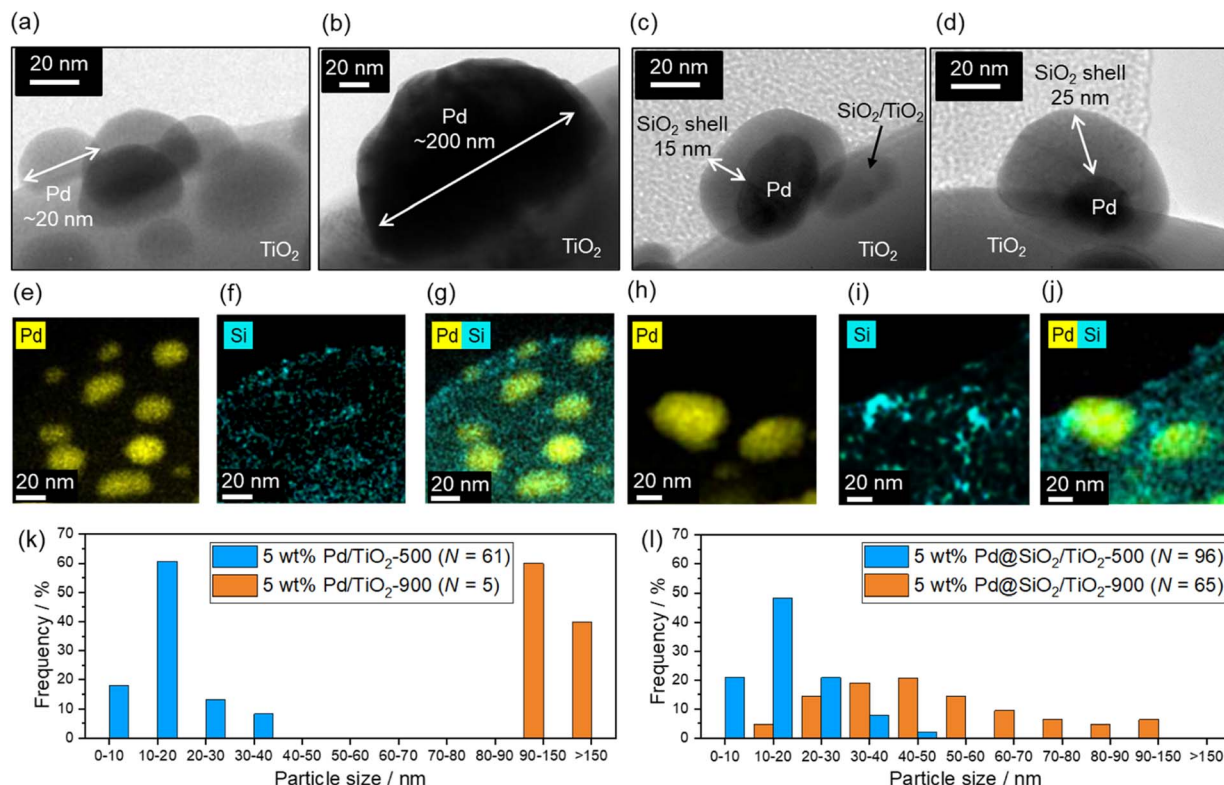 (a)
20 nm
Pd
~20 nm
TiO₂
(b)
20 nm
Pd
~200 nm
TiO₂
(c)
20 nm
SiO₂ shell
15 nm
Pd
SiO₂/TiO₂
TiO₂
(d)
20 nm
SiO₂ shell
25 nm
Pd
TiO₂
(e)
Pd
20 nm
(f)
Si
20 nm
(g)
Pd Si
20 nm
(h)
Pd
20 nm
(i)
Si
20 nm
(j)
Pd Si
20 nm
(k)
5 wt% Pd/TiO₂-500 (N = 61)
5 wt% Pd/TiO₂-900 (N = 5)
Frequency / %
70
60
50
40
30
20
10
0
0-10 10-20 20-30 30-40 40-50 50-60 60-70 70-80 80-90 90-150 >150
Particle size / nm
(l)
5 wt% Pd@SiO₂/TiO₂-500 (N = 96)
5 wt% Pd@SiO₂/TiO₂-900 (N = 65)
Frequency / %
70
60
50
40
30
20
10
0
0-10 10-20 20-30 30-40 40-50 50-60 60-70 70-80 80-90 90-150 >150
Particle size / nm